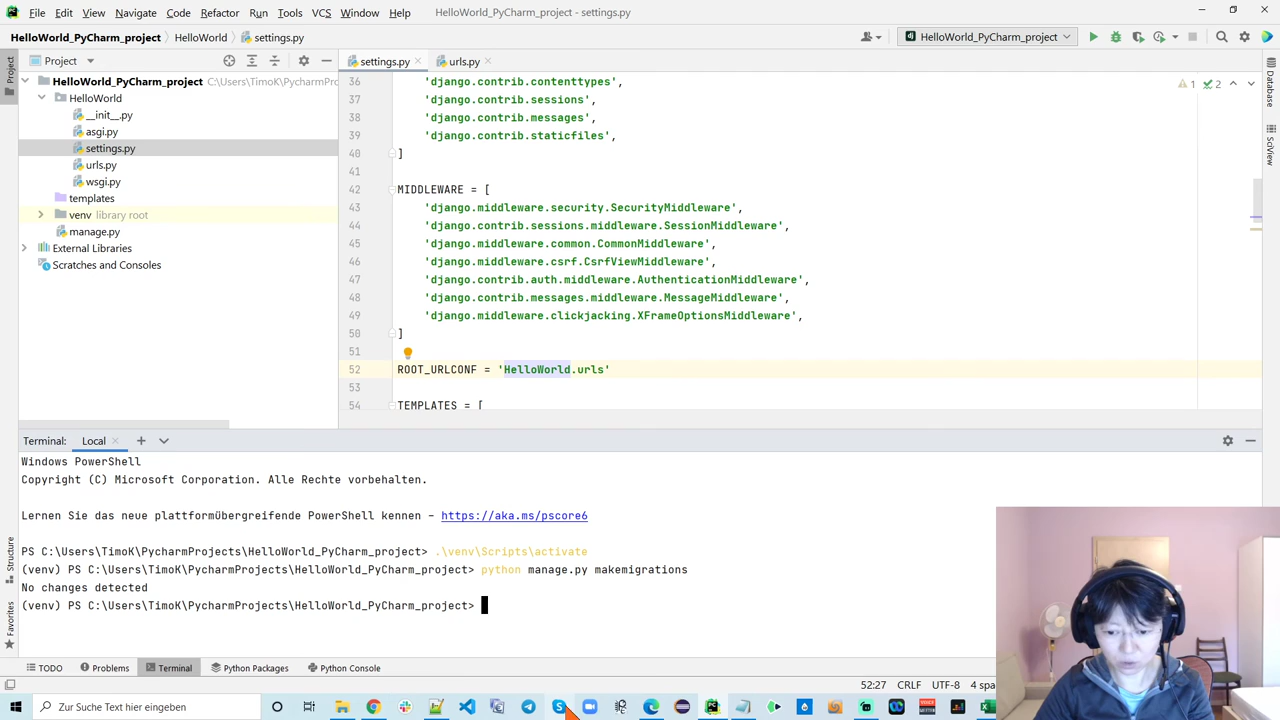 File Edit View Navigate Code Refactor Run Tools VCS Window Help HelloWorld_PyCharm_project - settings.py
HelloWorld_PyCharm_project HelloWorld settings.py HelloWorld_PyCharm_project
Project settings.py urls.py
HelloWorld_PyCharm_project C:\Users\TimoK\PycharmPro
HelloWorld
__init__.py
asgi.py
settings.py
urls.py
wsgi.py
templates
venv library root
manage.py
External Libraries
Scratches and Consoles
36 'django.contrib.contenttypes',
37 'django.contrib.sessions',
38 'django.contrib.messages',
39 'django.contrib.staticfiles',
40 ]
41
42 MIDDLEWARE = [
43 'django.middleware.security.SecurityMiddleware',
44 'django.contrib.sessions.middleware.SessionMiddleware',
45 'django.middleware.common.CommonMiddleware',
46 'django.middleware.csrf.CsrfViewMiddleware',
47 'django.contrib.auth.middleware.AuthenticationMiddleware',
48 'django.contrib.messages.middleware.MessageMiddleware',
49 'django.middleware.clickjacking.XFrameOptionsMiddleware',
50 ]
51
52 ROOT_URLCONF = 'HelloWorld.urls'
53
54 TEMPLATES = [
1 2
Project
Structure
Favorites
Database
SciView
Terminal: Local
Windows PowerShell
Copyright (C) Microsoft Corporation. Alle Rechte vorbehalten.
Lernen Sie das neue plattformübergreifende PowerShell kennen – https://aka.ms/pscore6
PS C:\Users\TimoK\PycharmProjects\HelloWorld_PyCharm_project> .\venv\Scripts\activate
(venv) PS C:\Users\TimoK\PycharmProjects\HelloWorld_PyCharm_project> python manage.py makemigrations
No changes detected
(venv) PS C:\Users\TimoK\PycharmProjects\HelloWorld_PyCharm_project>
TODO Problems Terminal Python Packages Python Console
52:27 CRLF UTF-8 4 spa
Zur Suche Text hier eingeben